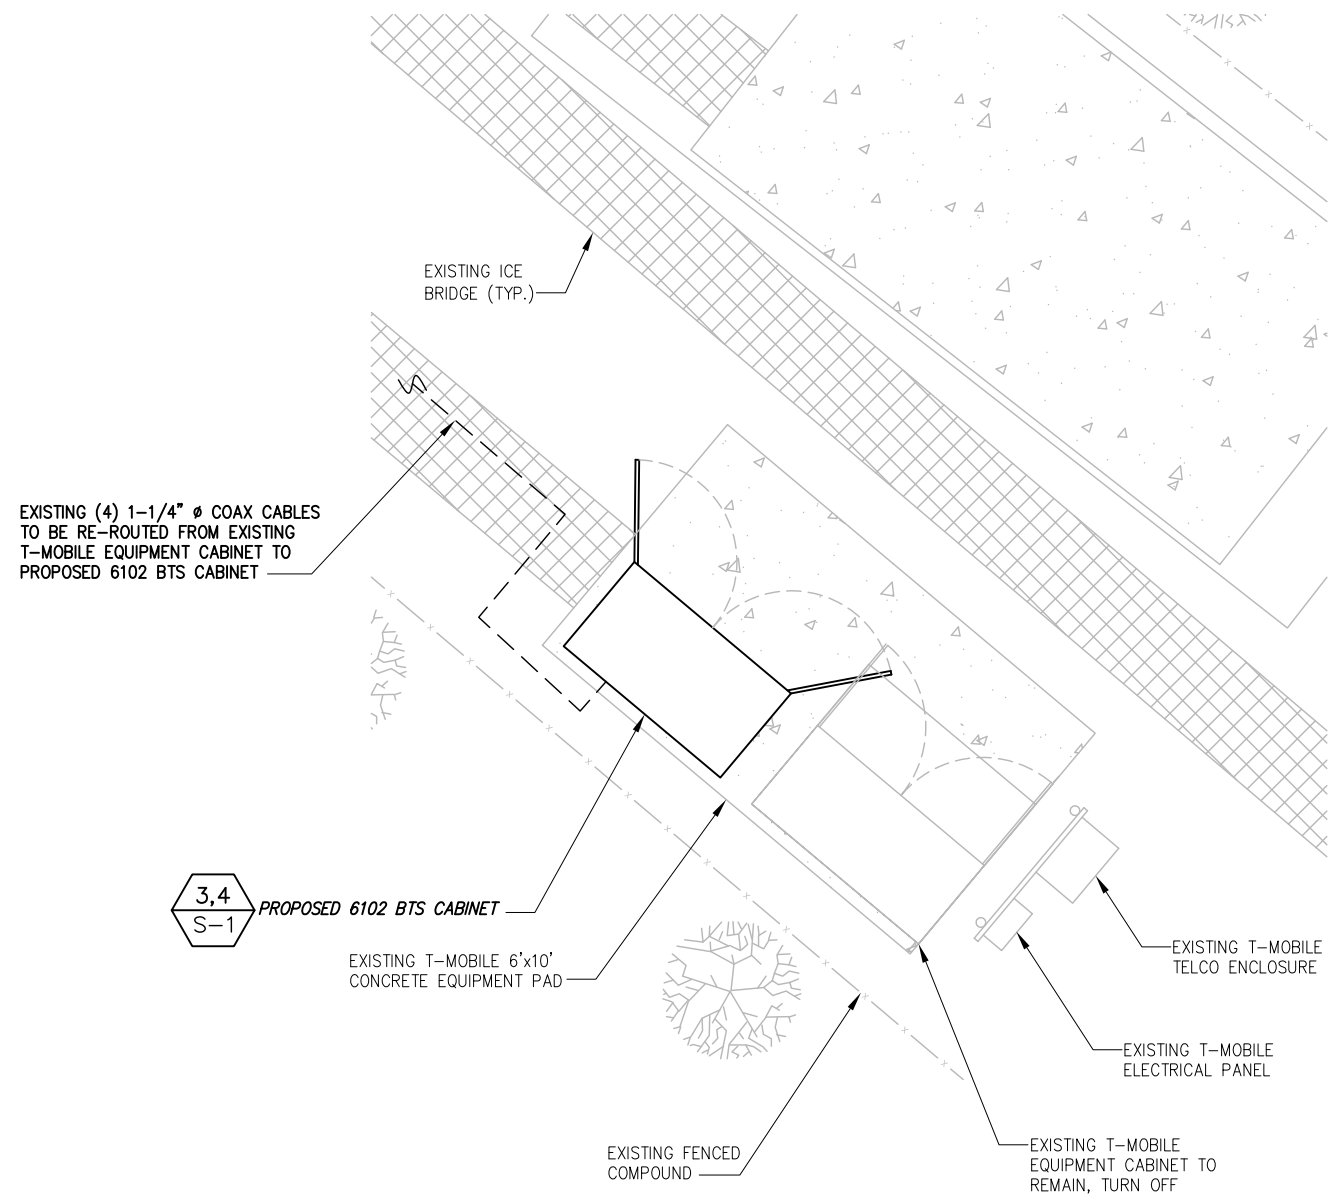 EXISTING ICE
BRIDGE (TYP.)
EXISTING (4) 1-1/4" ø COAX CABLES
TO BE RE-ROUTED FROM EXISTING
T-MOBILE EQUIPMENT CABINET TO
PROPOSED 6102 BTS CABINET
3,4
S-1
PROPOSED 6102 BTS CABINET
EXISTING T-MOBILE 6'x10'
CONCRETE EQUIPMENT PAD
EXISTING T-MOBILE
TELCO ENCLOSURE
EXISTING T-MOBILE
ELECTRICAL PANEL
EXISTING FENCED
COMPOUND
EXISTING T-MOBILE
EQUIPMENT CABINET TO
REMAIN, TURN OFF